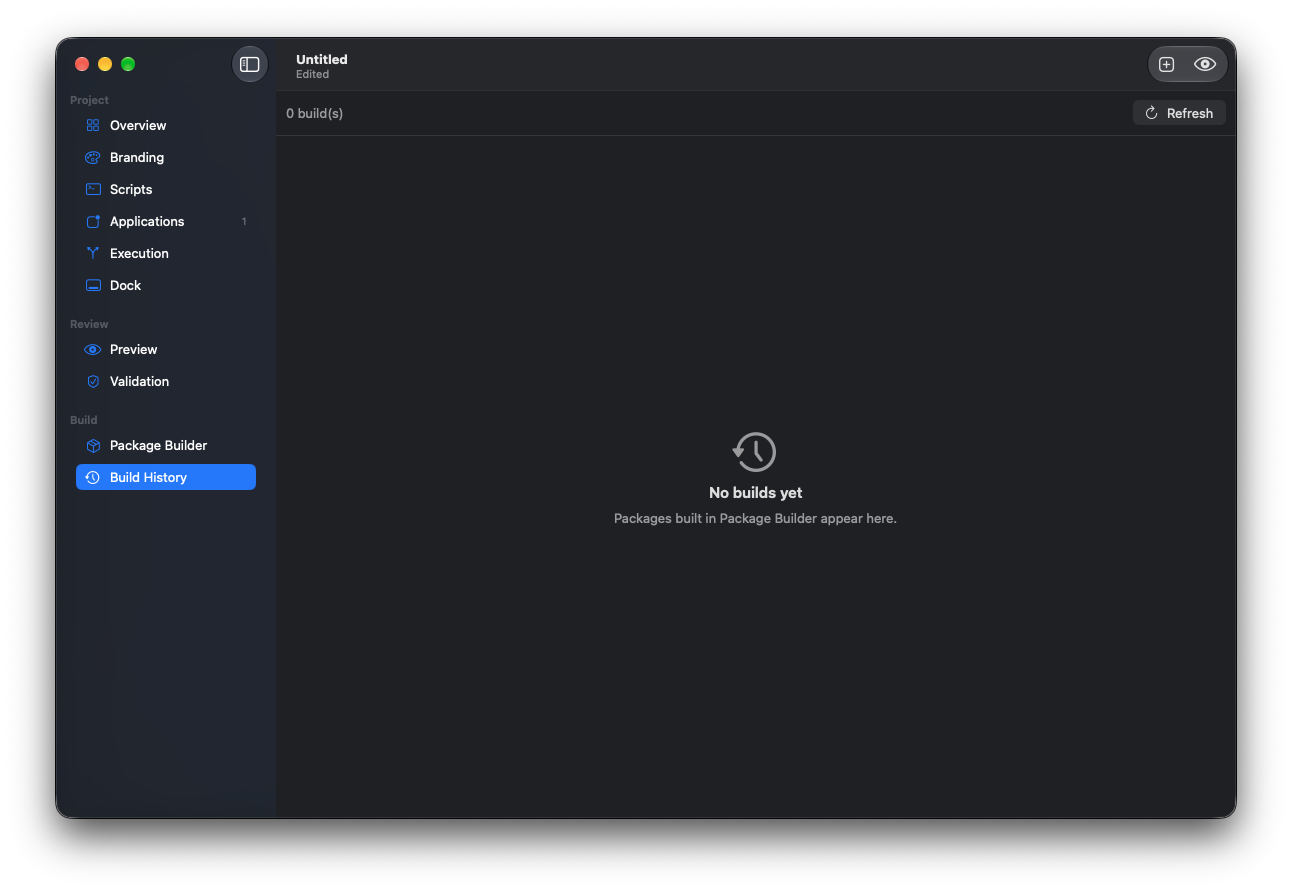 Untitled
Edited
Project
Overview
Branding
Scripts
Applications 1
Execution
Dock
Review
Preview
Validation
Build
Package Builder
Build History
0 build(s)
Refresh
No builds yet
Packages built in Package Builder appear here.